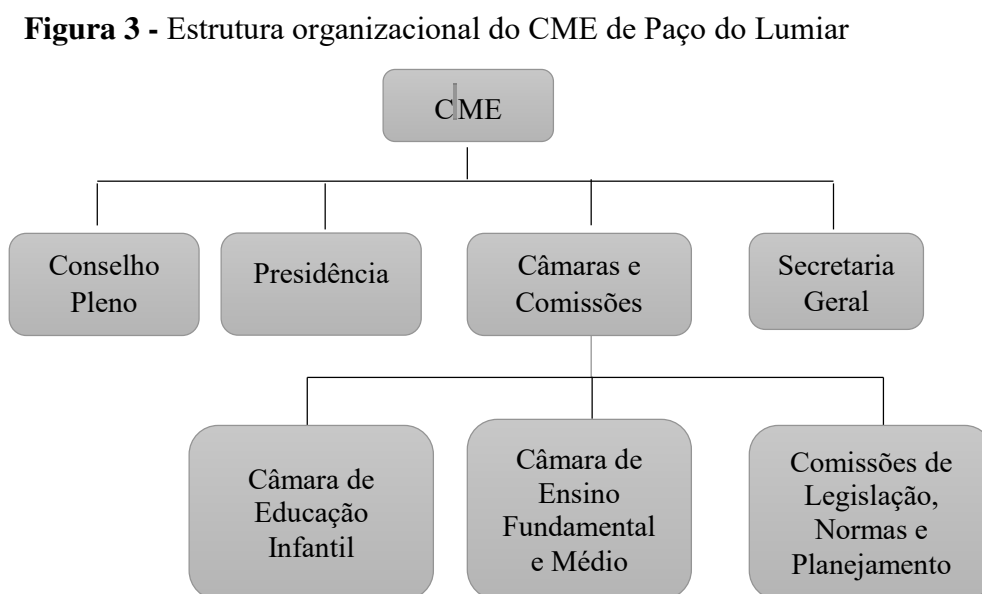 Figura 3 - Estrutura organizacional do CME de Paço do Lumiar
CME
Conselho
Pleno
Presidência
Câmaras e
Comissões
Secretaria
Geral
Câmara de
Educação
Infantil
Câmara de
Ensino
Fundamental
e Médio
Comissões de
Legislação,
Normas e
Planejamento